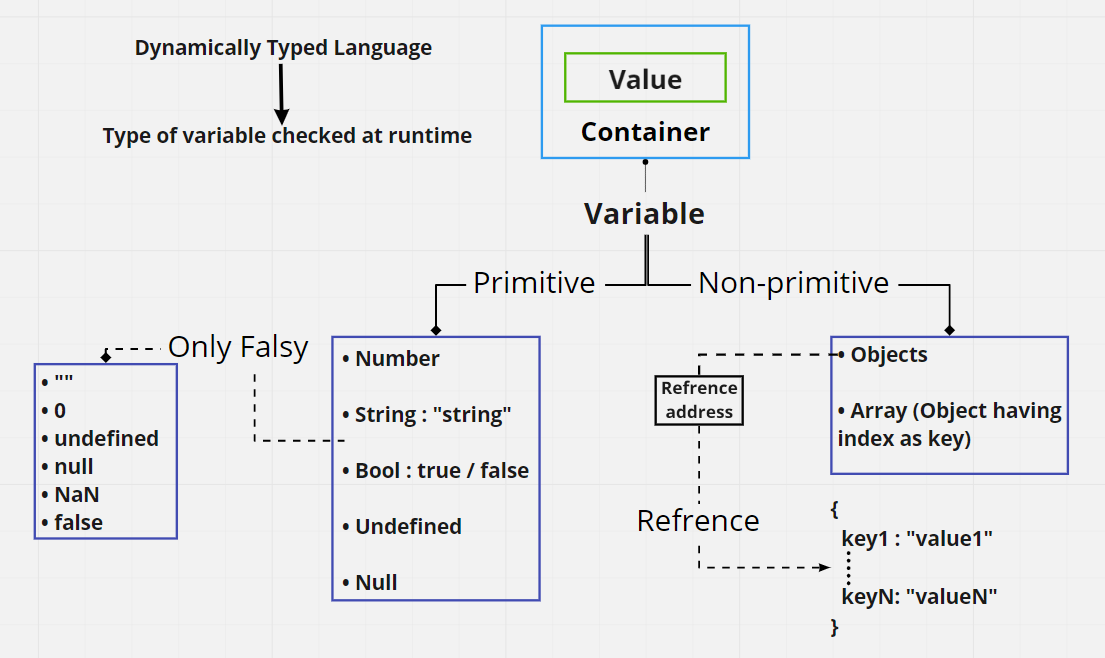 Dynamically Typed Language
Type of variable checked at runtime
Value
Container
Variable
Primitive
Non-primitive
Only Falsy
• ""
• 0
• undefined
• null
• NaN
• false
• Number
• String : "string"
• Bool : true / false
• Undefined
• Null
Refrence
address
• Objects
• Array (Object having
index as key)
Refrence
{
key1 : "value1"
keyN: "valueN"
}